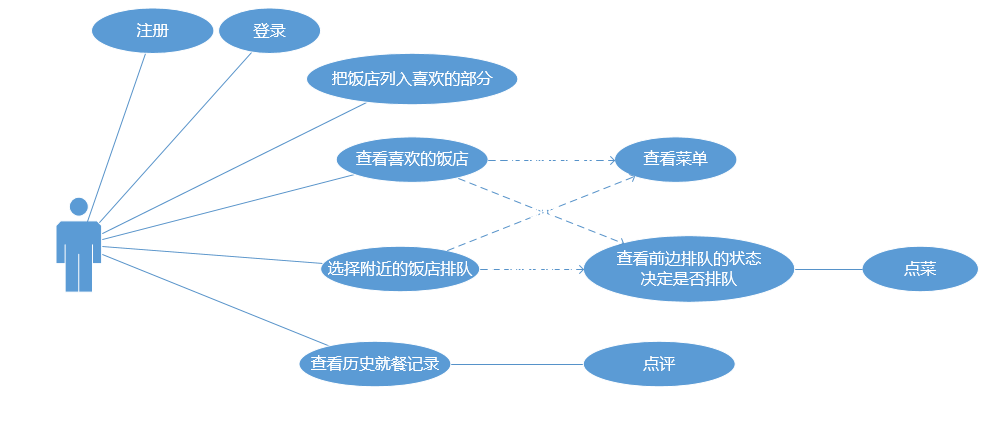 注册
登录
把饭店列入喜欢的部分
查看喜欢的饭店
查看菜单
选择附近的饭店排队
查看前边排队的状态
决定是否排队
点菜
查看历史就餐记录
点评